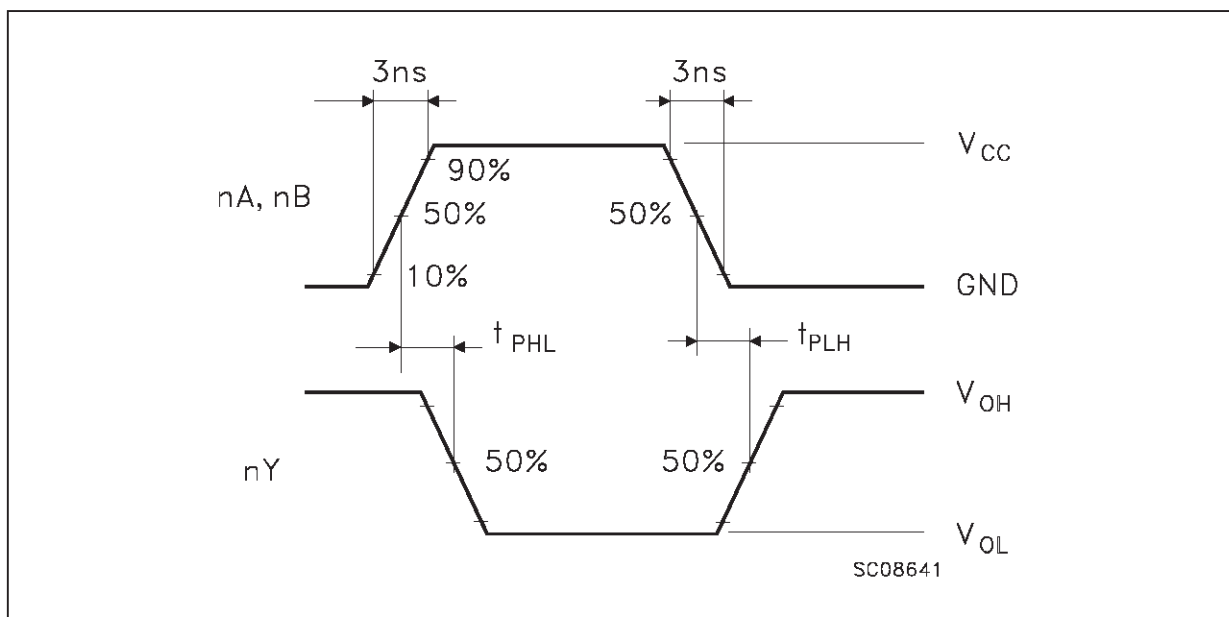 3ns
3ns
V_CC
90%
nA, nB
50%
50%
10%
GND
t_PHL
t_PLH
V_OH
50%
50%
nY
V_OL
SC08641